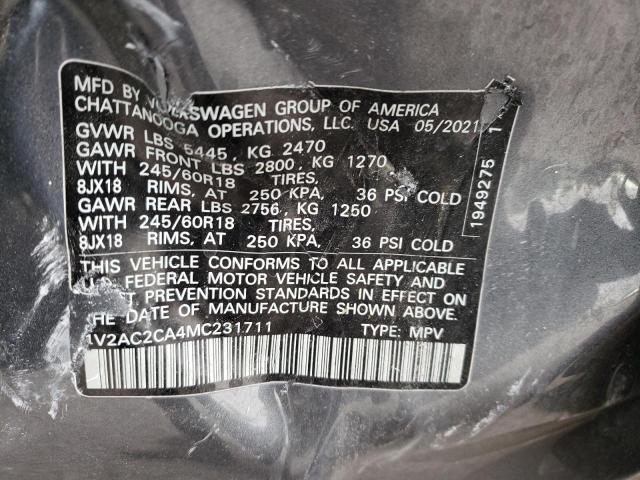 MFD BY VOLKSWAGEN GROUP OF AMERICA
CHATTANOOGA OPERATIONS, LLC. USA 05/2021
GVWR LBS 5445, KG 2470
GAWR FRONT LBS 2800, KG 1270
WITH 245/60R18 TIRES,
8JX18 RIMS, AT 250 KPA, 36 PSI COLD
GAWR REAR LBS 2756, KG 1250
WITH 245/60R18 TIRES,
8JX18 RIMS, AT 250 KPA, 36 PSI COLD
THIS VEHICLE CONFORMS TO ALL APPLICABLE
U.S. FEDERAL MOTOR VEHICLE SAFETY AND
PREVENTION STANDARDS IN EFFECT ON
THE DATE OF MANUFACTURE SHOWN ABOVE.
1V2AC2CA4MC231711 TYPE: MPV
1949275 1